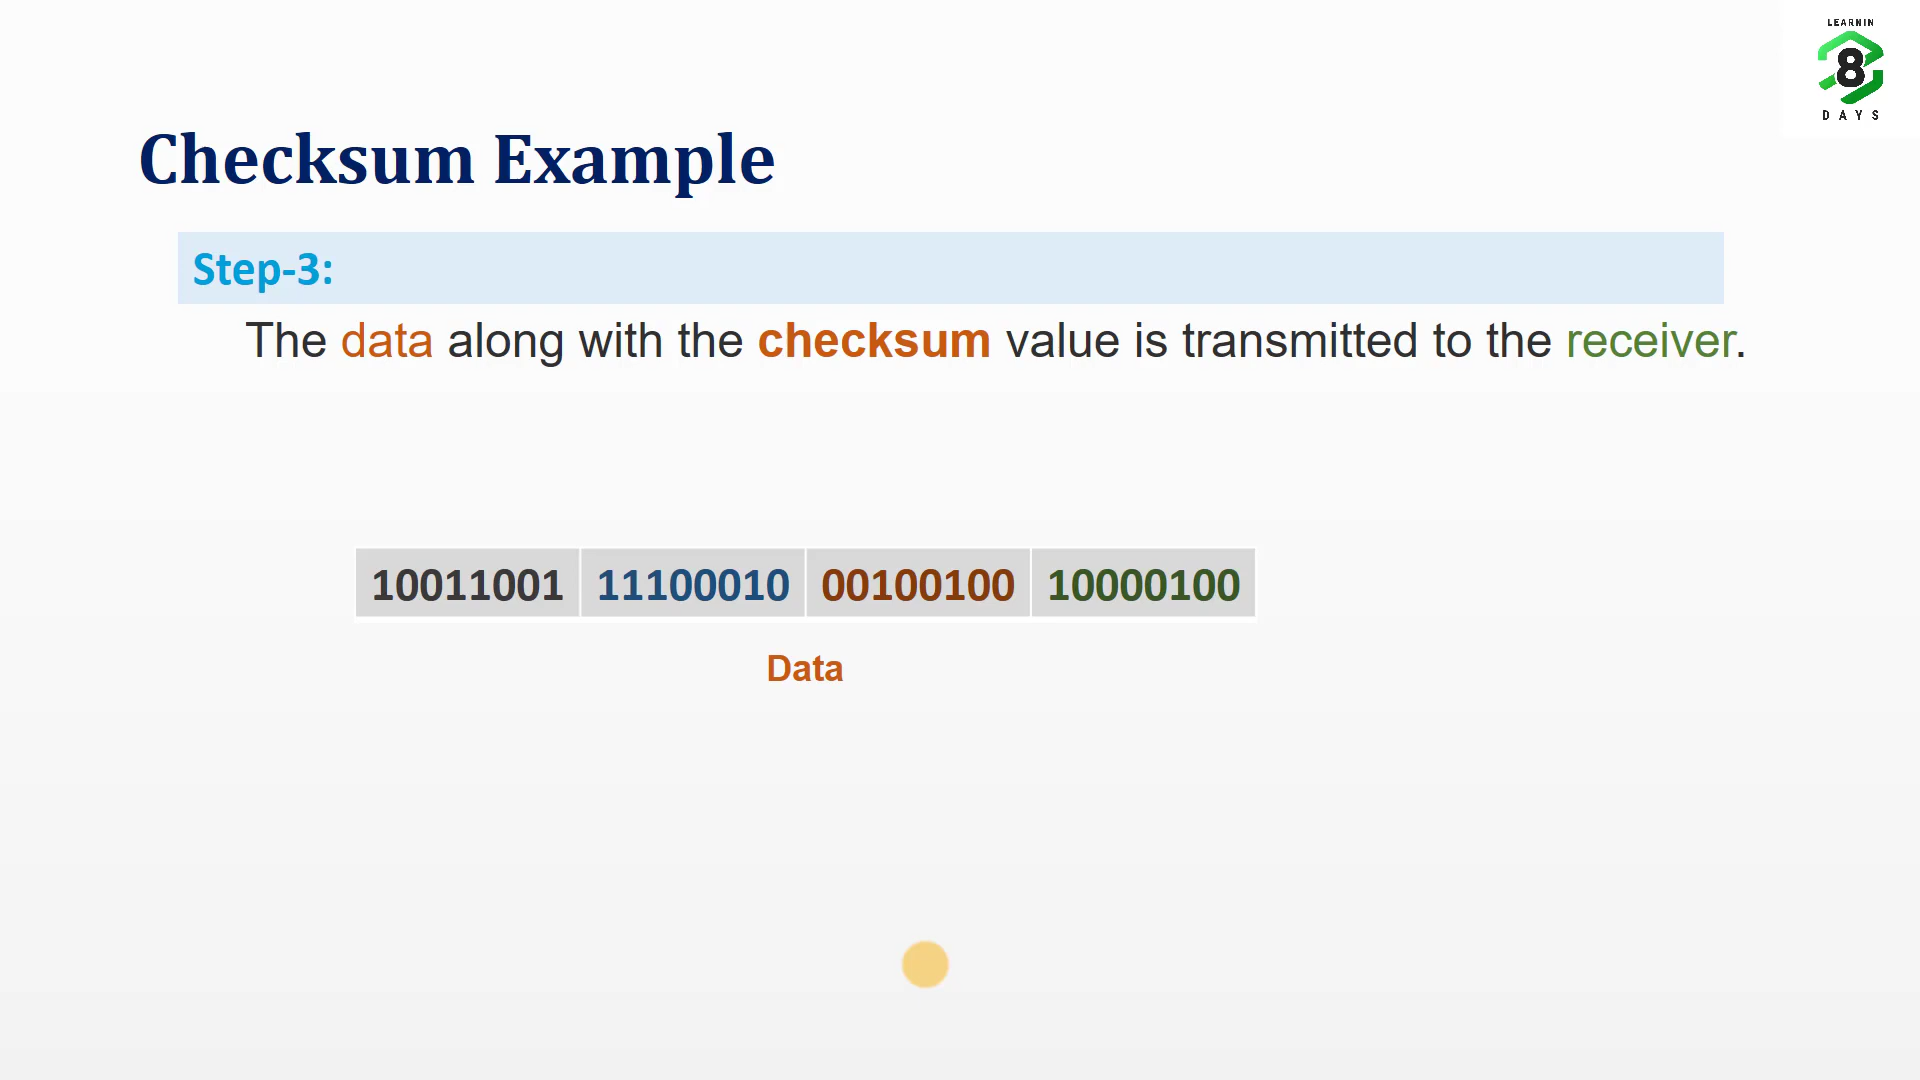 LEARNIN
8
DAYS
Checksum Example
Step-3:
The data along with the checksum value is transmitted to the receiver.
10011001 11100010 00100100 10000100
Data